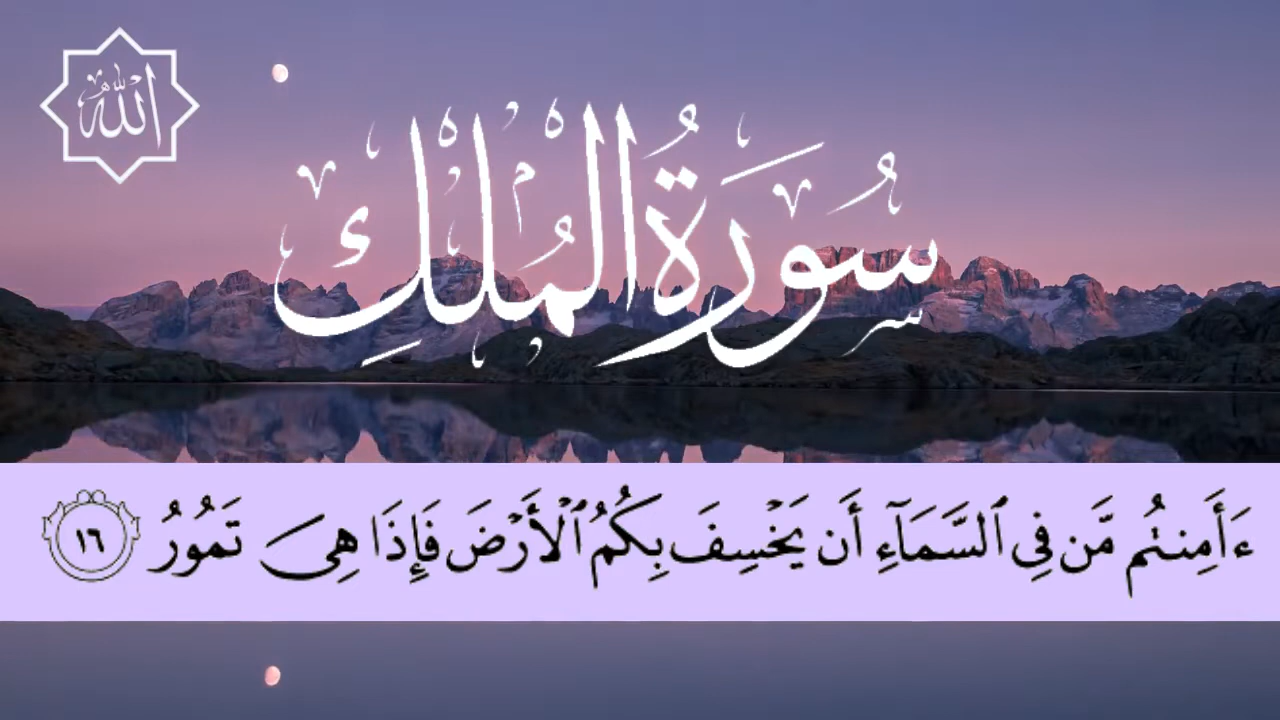 الله
سُورَةُ المُلْكِ
ءَأَمِنتُم مَّن فِي ٱلسَّمَآءِ أَن يَخْسِفَ بِكُمُ ٱلْأَرْضَ فَإِذَا هِىَ تَمُورُ ١٦